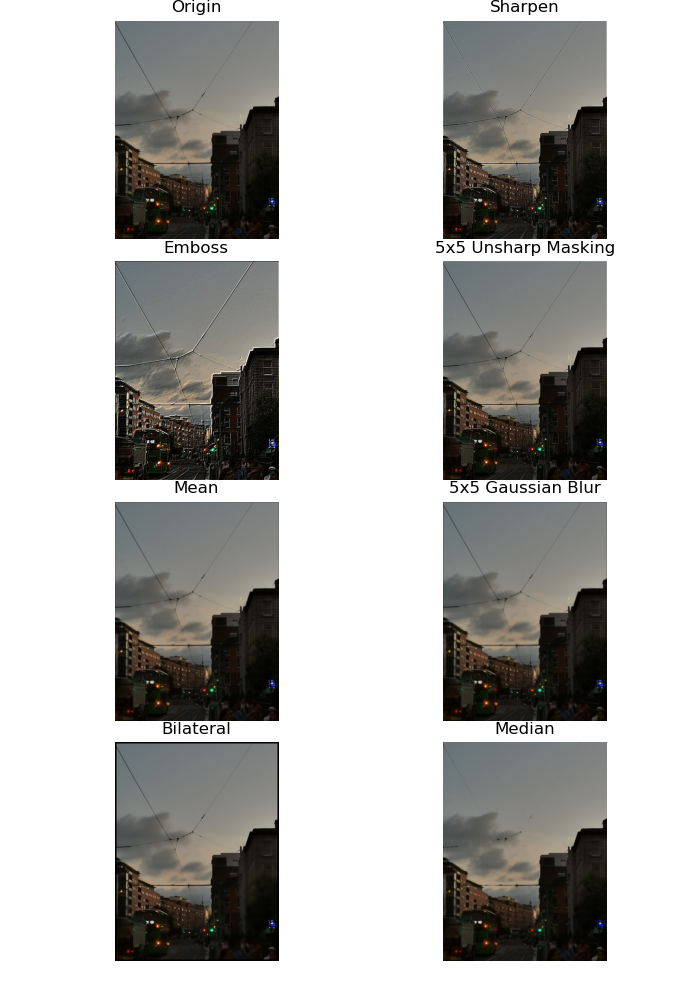 Origin
Sharpen
Emboss
5x5 Unsharp Masking
Mean
5x5 Gaussian Blur
Bilateral
Median